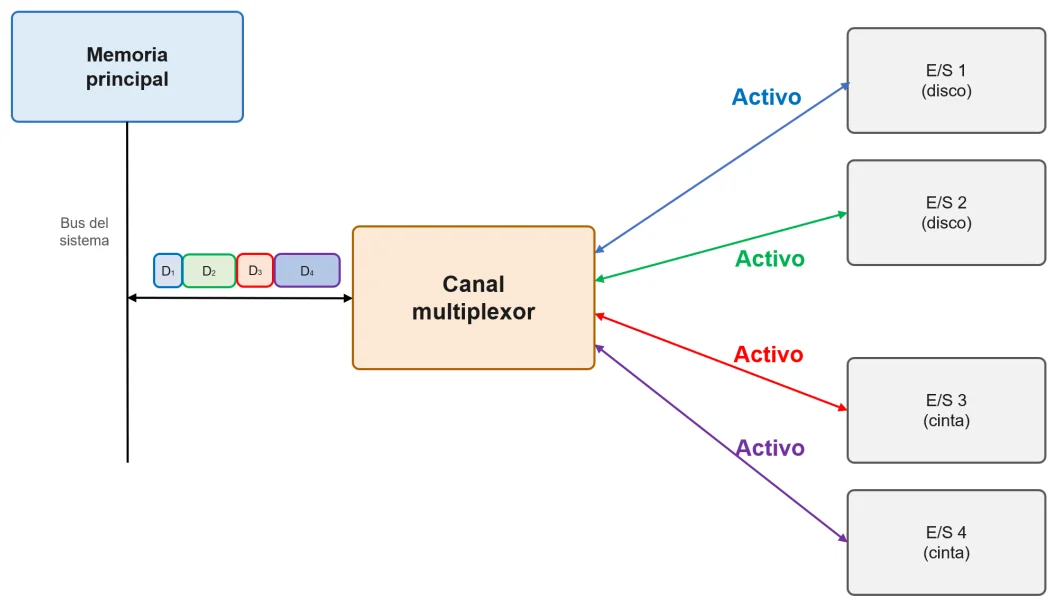 Memoria
principal
Bus del
sistema
D₁
D₂
D₃
D₄
Canal
multiplexor
Activo
Activo
Activo
Activo
E/S 1
(disco)
E/S 2
(disco)
E/S 3
(cinta)
E/S 4
(cinta)